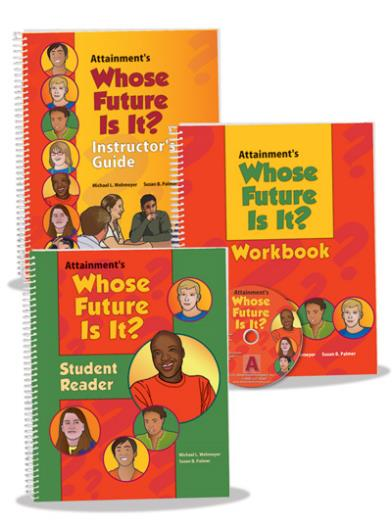 Attainment's
Whose
Future
Is It?
Instructor's
Guide
Michael L. Wehmeyer Susan B. Palmer
Attainment's
Whose
Future
Is It?
Workbook
Susan B. Palmer
Attainment's
Whose
Future
Is It?
A
Attainment's
Whose
Future
Is It?
Student
Reader
Michael L. Wehmeyer
Susan B. Palmer